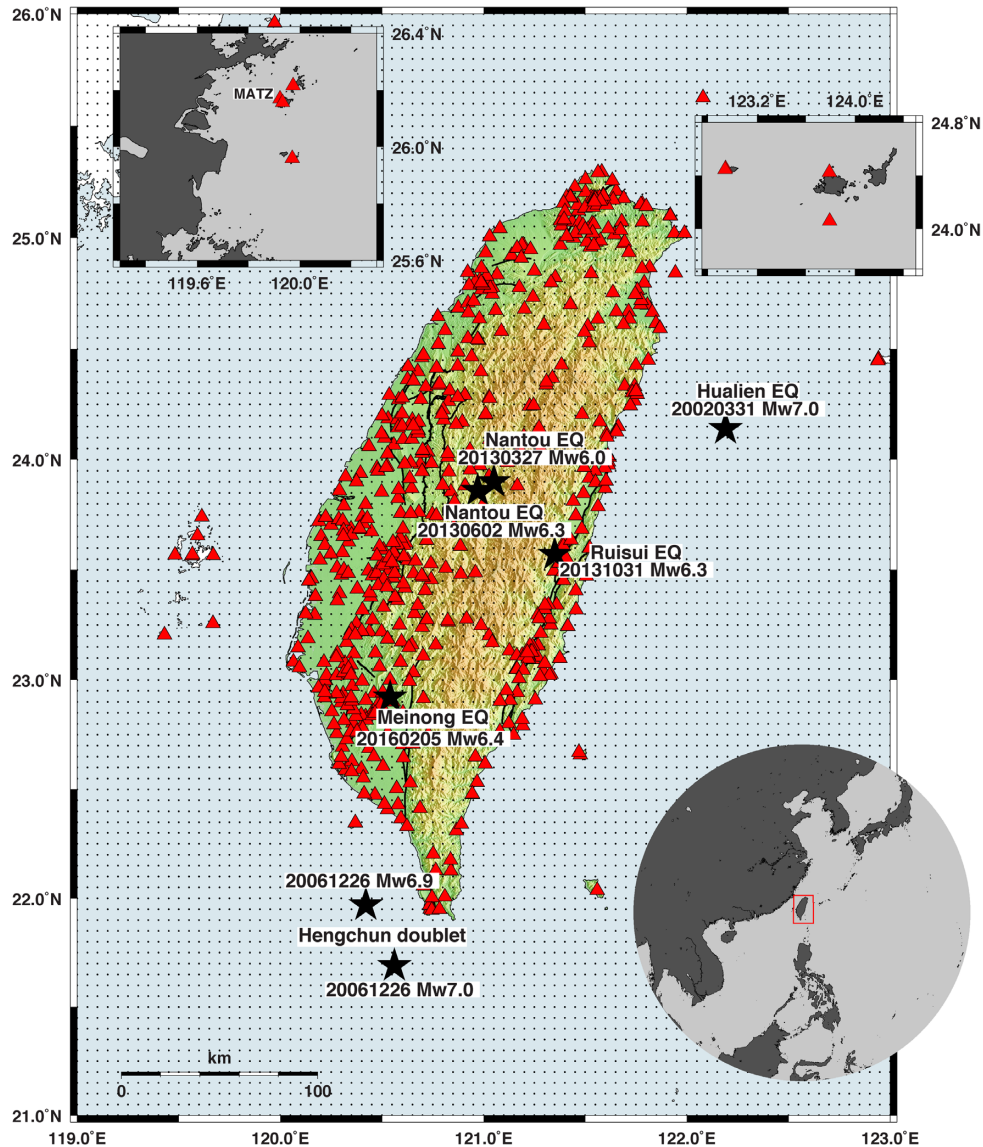 26.0°N
26.4°N
MATZ
26.0°N
25.6°N
119.6°E
120.0°E
123.2°E
124.0°E
24.8°N
24.0°N
25.0°N
Hualien EQ
20020331 Mw7.0
24.0°N
Nantou EQ
20130327 Mw6.0
Nantou EQ
20130602 Mw6.3
Ruisui EQ
20131031 Mw6.3
23.0°N
Meinong EQ
20160205 Mw6.4
22.0°N
20061226 Mw6.9
Hengchun doublet
20061226 Mw7.0
km
0
100
21.0°N
119.0°E
120.0°E
121.0°E
122.0°E
123.0°E